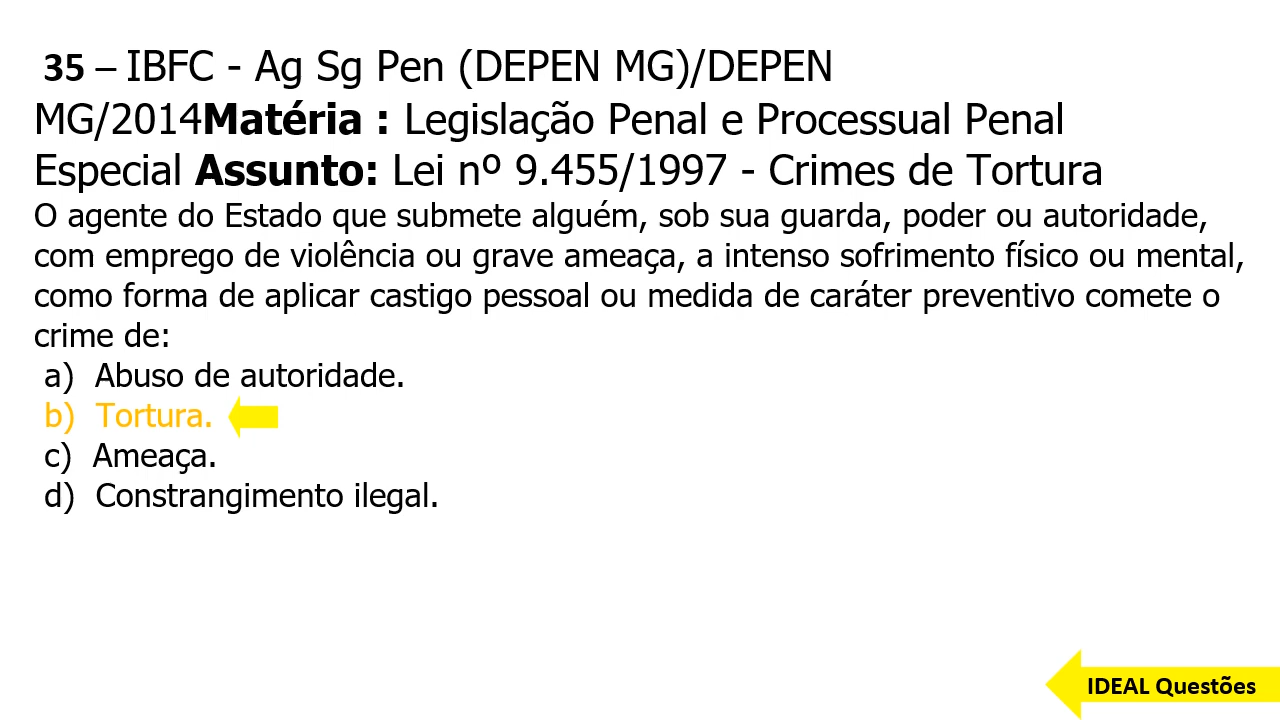 35 – IBFC - Ag Sg Pen (DEPEN MG)/DEPEN
MG/2014Matéria : Legislação Penal e Processual Penal
Especial Assunto: Lei nº 9.455/1997 - Crimes de Tortura
O agente do Estado que submete alguém, sob sua guarda, poder ou autoridade,
com emprego de violência ou grave ameaça, a intenso sofrimento físico ou mental,
como forma de aplicar castigo pessoal ou medida de caráter preventivo comete o
crime de:
a) Abuso de autoridade.
b) Tortura.
c) Ameaça.
d) Constrangimento ilegal.
IDEAL Questões